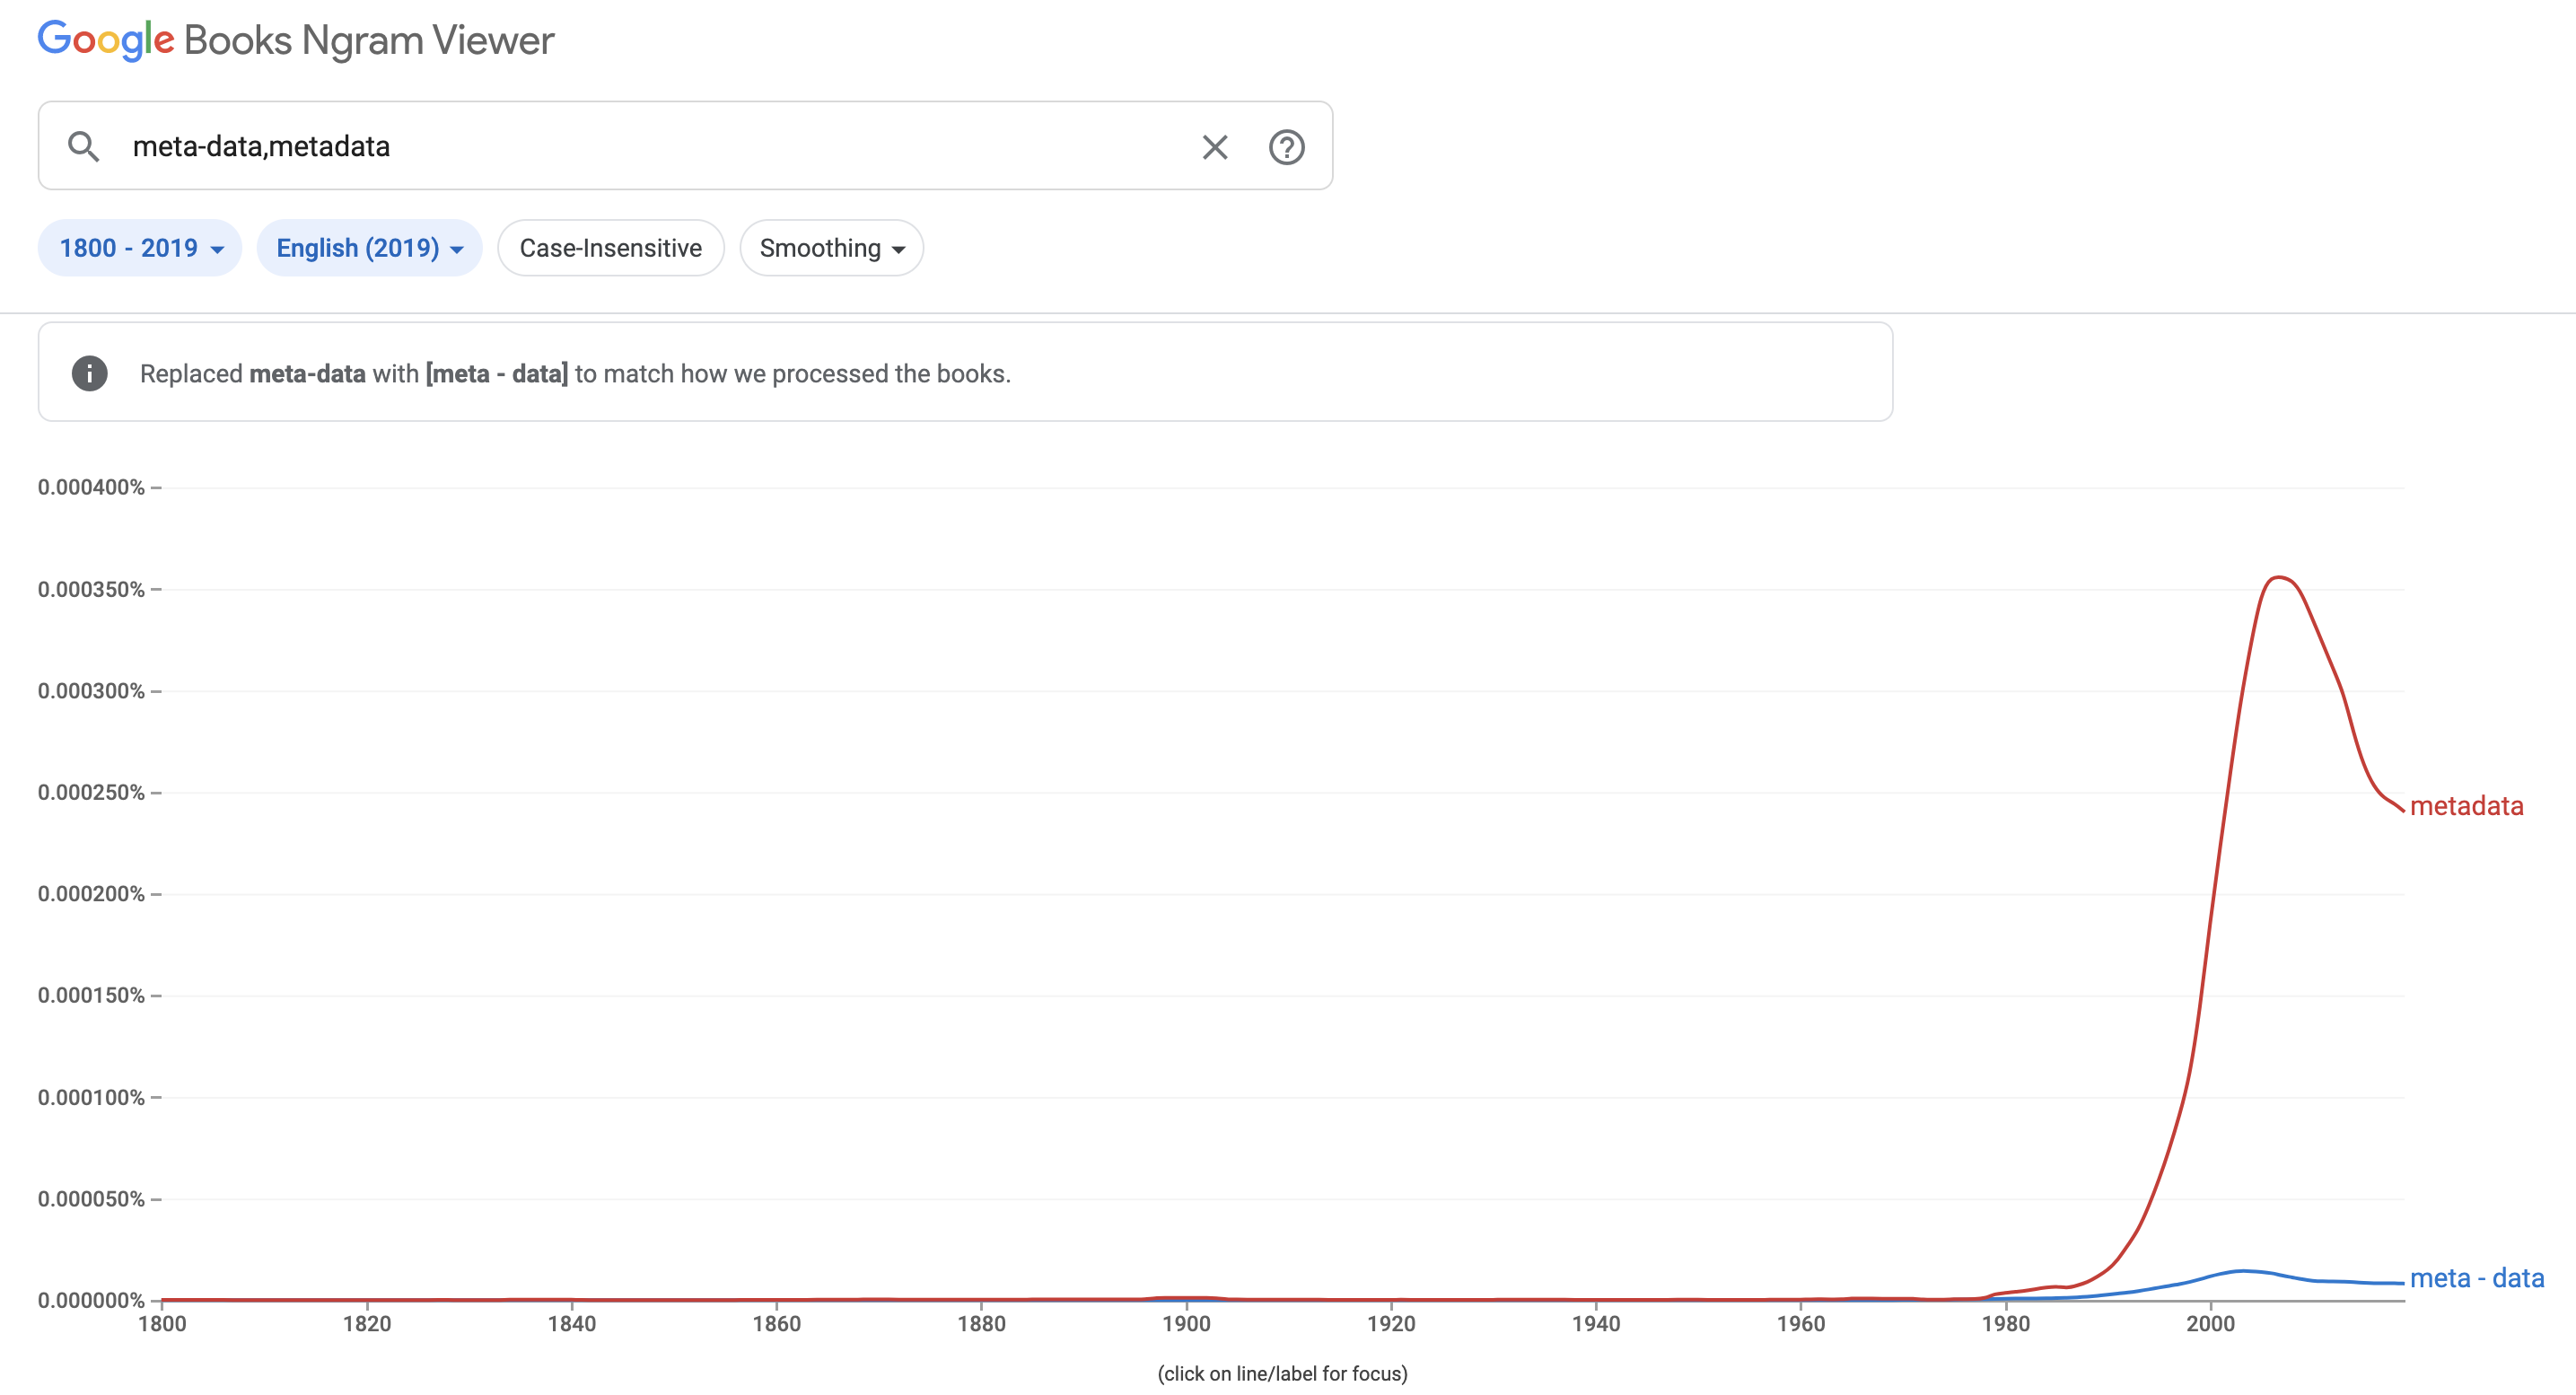 Google Books Ngram Viewer
meta-data,metadata
1800 - 2019
English (2019)
Case-Insensitive
Smoothing
Replaced meta-data with [meta - data] to match how we processed the books.
0.000400%
0.000350%
0.000300%
0.000250%
metadata
0.000200%
0.000150%
0.000100%
0.000050%
meta - data
0.000000%
1800 1820 1840 1860 1880 1900 1920 1940 1960 1980 2000
(click on line/label for focus)